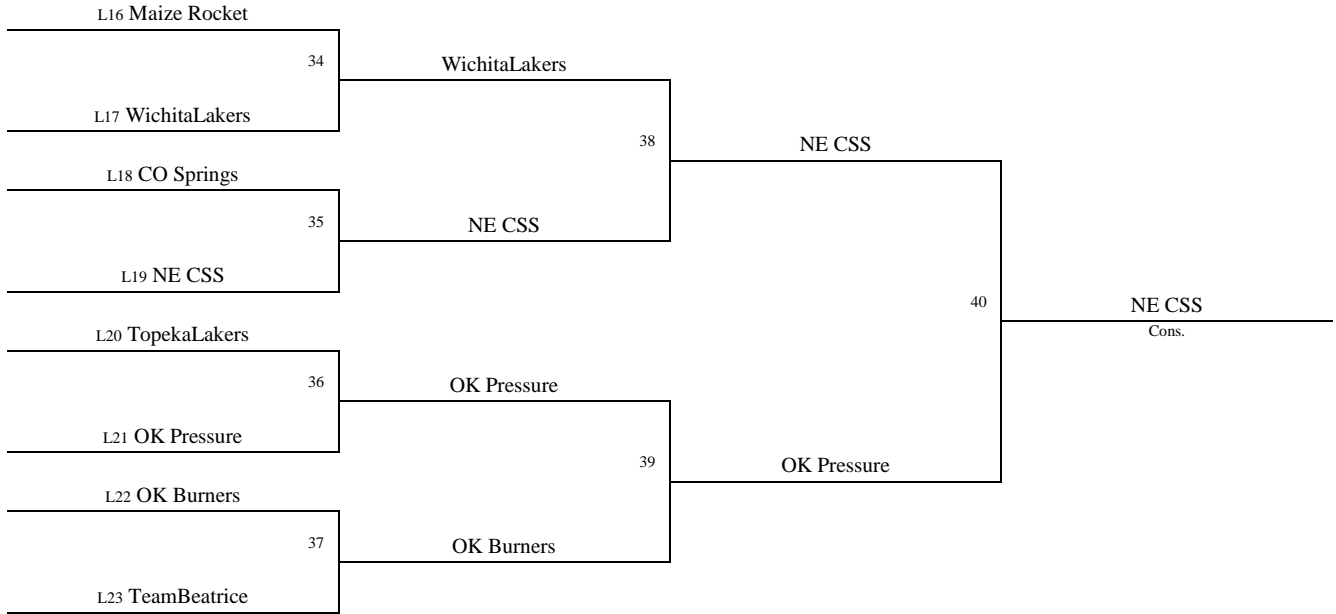 L16 Maize Rocket
34
WichitaLakers
L17 WichitaLakers
38
NE CSS
L18 CO Springs
35
NE CSS
L19 NE CSS
40
NE CSS
Cons.
L20 TopekaLakers
36
OK Pressure
L21 OK Pressure
39
OK Pressure
L22 OK Burners
37
OK Burners
L23 TeamBeatrice